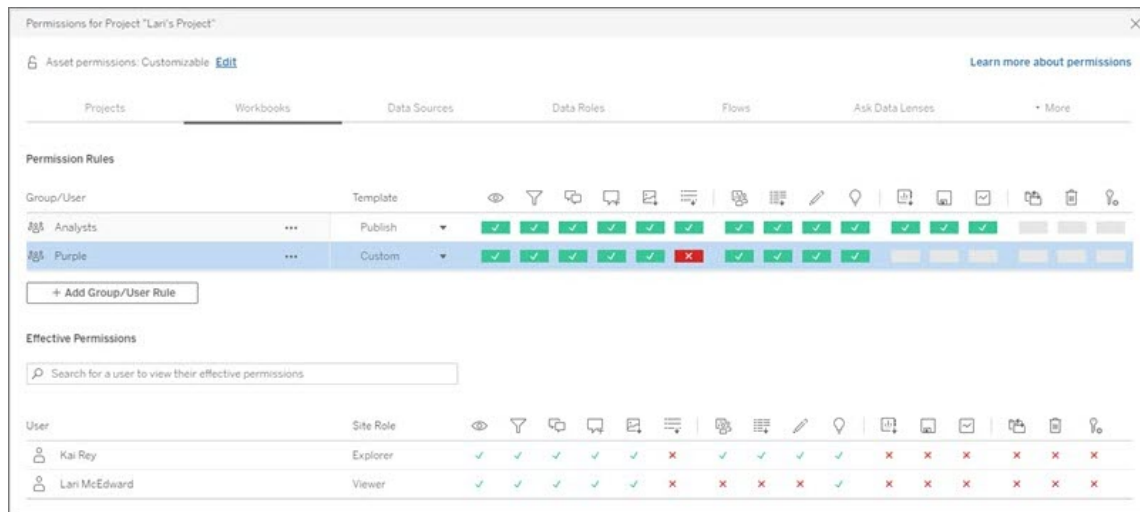 Permissions for Project "Lari's Project"
Asset permissions: Customizable Edit
Learn more about permissions
Projects Workbooks Data Sources Data Roles Flows Ask Data Lenses • More
Permission Rules
Group/User Template
Analysts ••• Publish
Purple ••• Custom
+ Add Group/User Rule
Effective Permissions
Search for a user to view their effective permissions
User Site Role
Kai Rey Explorer
Lari McEdward Viewer